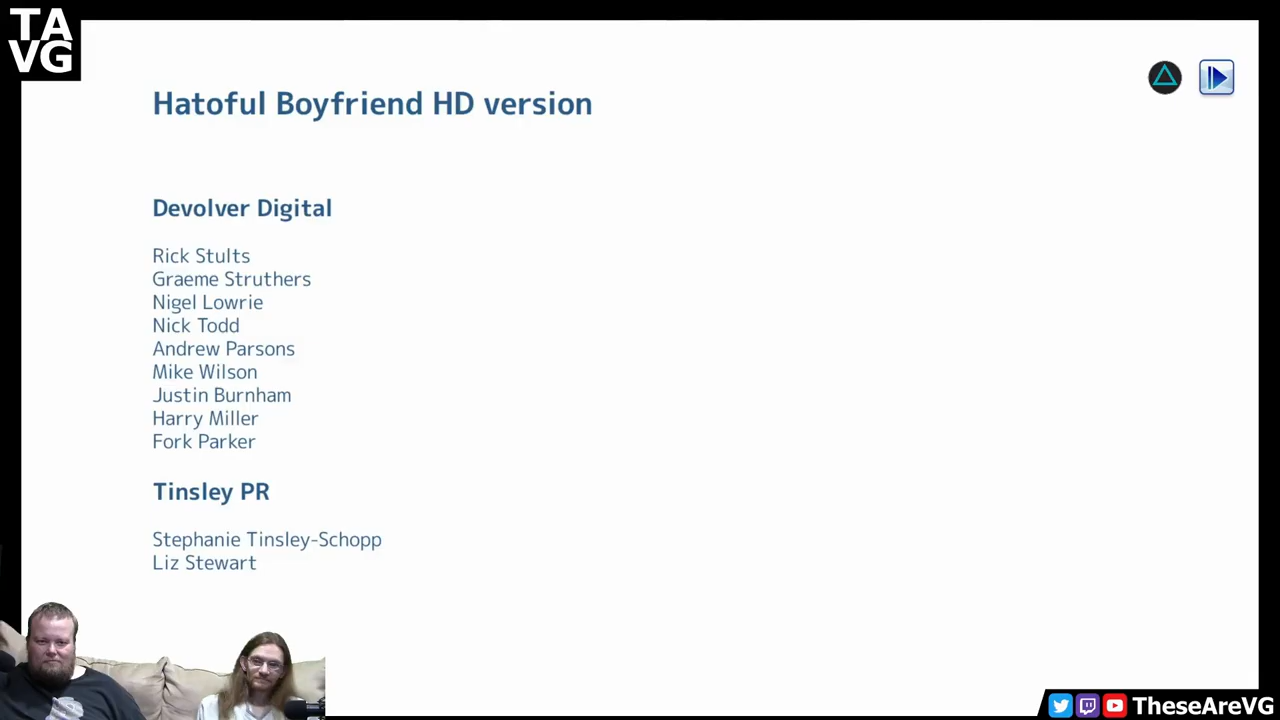 TA
VG
Hatoful Boyfriend HD version
Devolver Digital
Rick Stults
Graeme Struthers
Nigel Lowrie
Nick Todd
Andrew Parsons
Mike Wilson
Justin Burnham
Harry Miller
Fork Parker
Tinsley PR
Stephanie Tinsley-Schopp
Liz Stewart
TheseAreVG